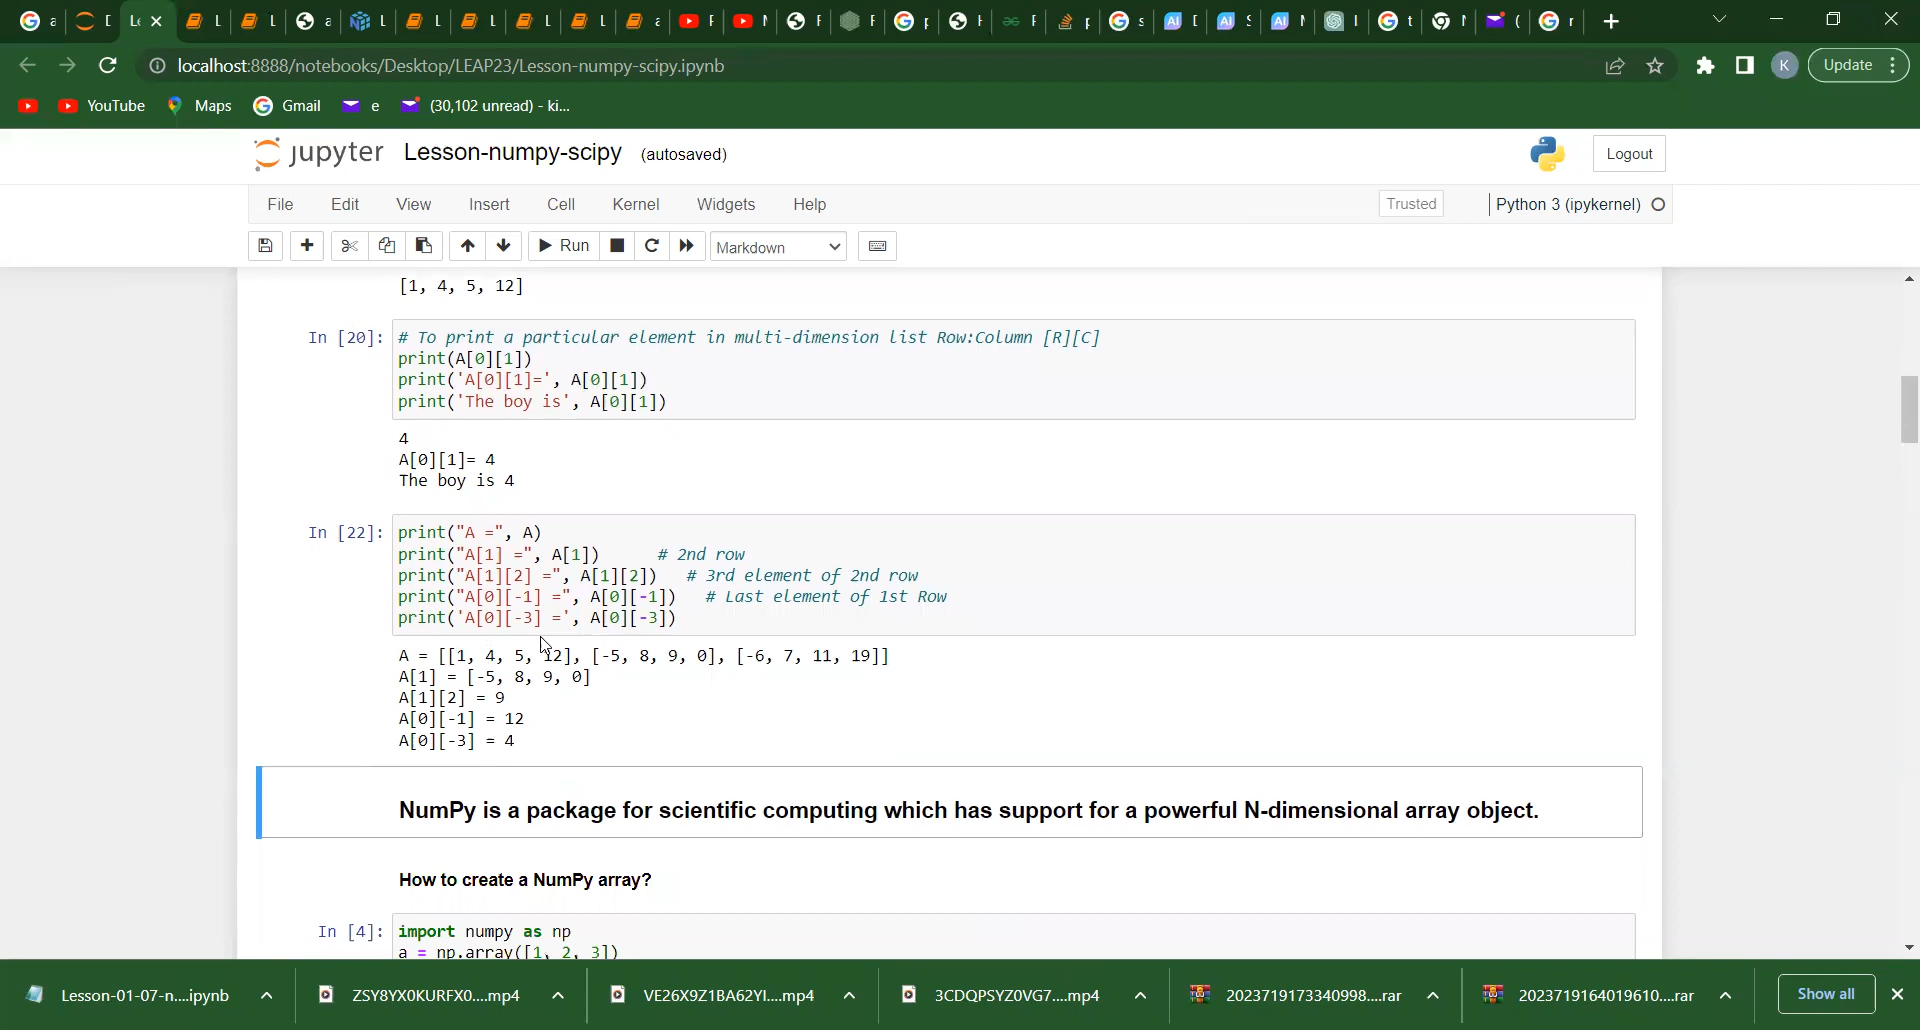 localhost:8888/notebooks/Desktop/LEAP23/Lesson-numpy-scipy.ipynb
K
Update
YouTube
Maps
Gmail
e
(30,102 unread) - ki...
jupyter
Lesson-numpy-scipy
(autosaved)
Logout
File
Edit
View
Insert
Cell
Kernel
Widgets
Help
Trusted
Python 3 (ipykernel)
Run
Markdown
[1, 4, 5, 12]
In [20]:
# To print a particular element in multi-dimension list Row:Column [R][C]
print(A[0][1])
print('A[0][1]=', A[0][1])
print('The boy is', A[0][1])
4
A[0][1]= 4
The boy is 4
In [22]:
print("A =", A)
print("A[1] =", A[1])      # 2nd row
print("A[1][2] =", A[1][2])   # 3rd element of 2nd row
print("A[0][-1] =", A[0][-1])   # Last element of 1st Row
print('A[0][-3] =', A[0][-3])
A = [[1, 4, 5, 12], [-5, 8, 9, 0], [-6, 7, 11, 19]]
A[1] = [-5, 8, 9, 0]
A[1][2] = 9
A[0][-1] = 12
A[0][-3] = 4
NumPy is a package for scientific computing which has support for a powerful N-dimensional array object.
How to create a NumPy array?
In [4]:
import numpy as np
a = np.array([1, 2, 3])
Lesson-01-07-n....ipynb
ZSY8YX0KURFX0....mp4
VE26X9Z1BA62YI....mp4
3CDQPSYZ0VG7....mp4
2023719173340998....rar
2023719164019610....rar
Show all